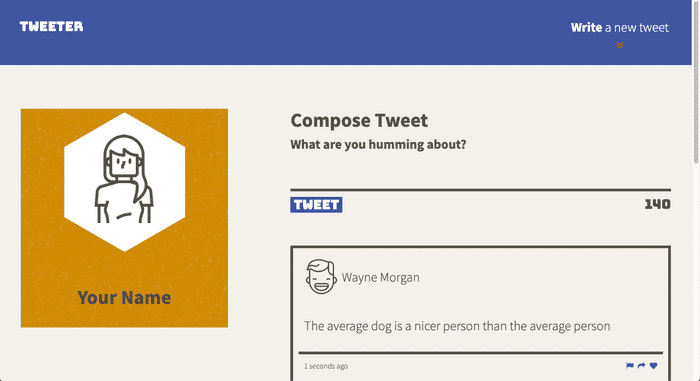 TWEETER
Write a new tweet
Your Name
Compose Tweet
What are you humming about?
TWEET 140
Wayne Morgan
The average dog is a nicer person than the average person
1 seconds ago